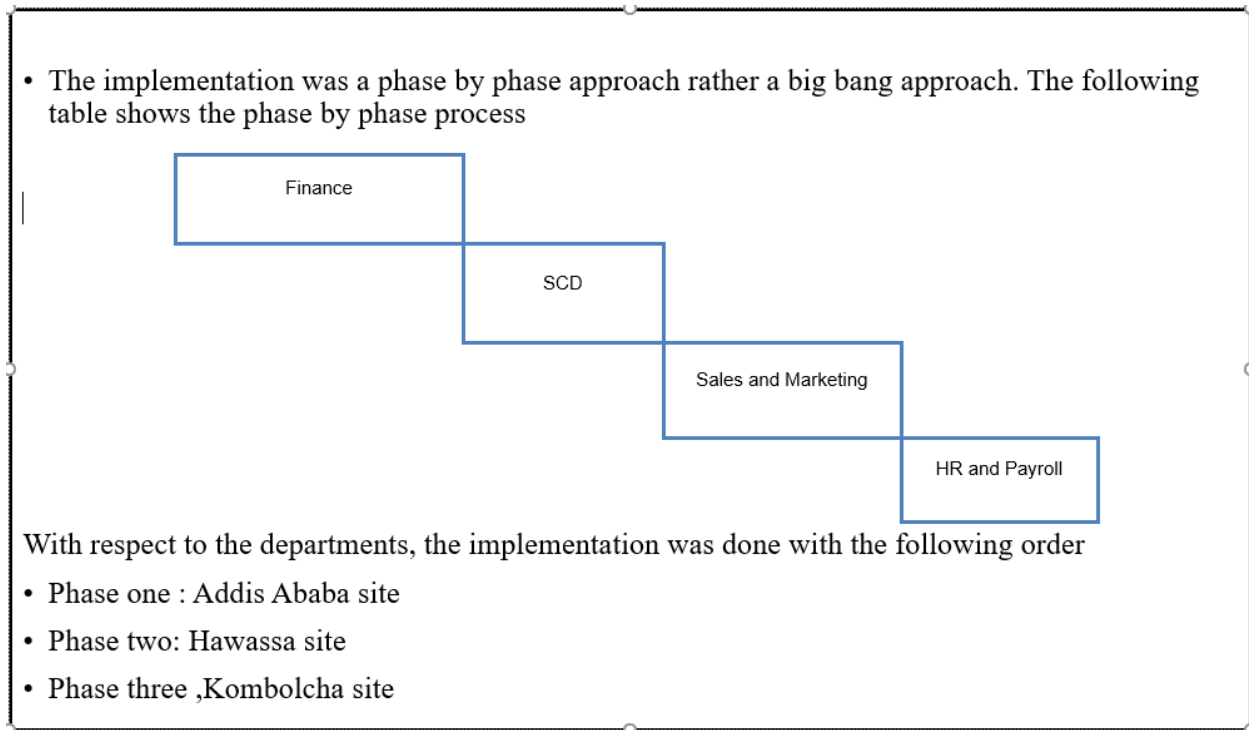 • The implementation was a phase by phase approach rather a big bang approach. The following
table shows the phase by phase process
Finance
SCD
Sales and Marketing
HR and Payroll
With respect to the departments, the implementation was done with the following order
• Phase one : Addis Ababa site
• Phase two: Hawassa site
• Phase three ,Kombolcha site